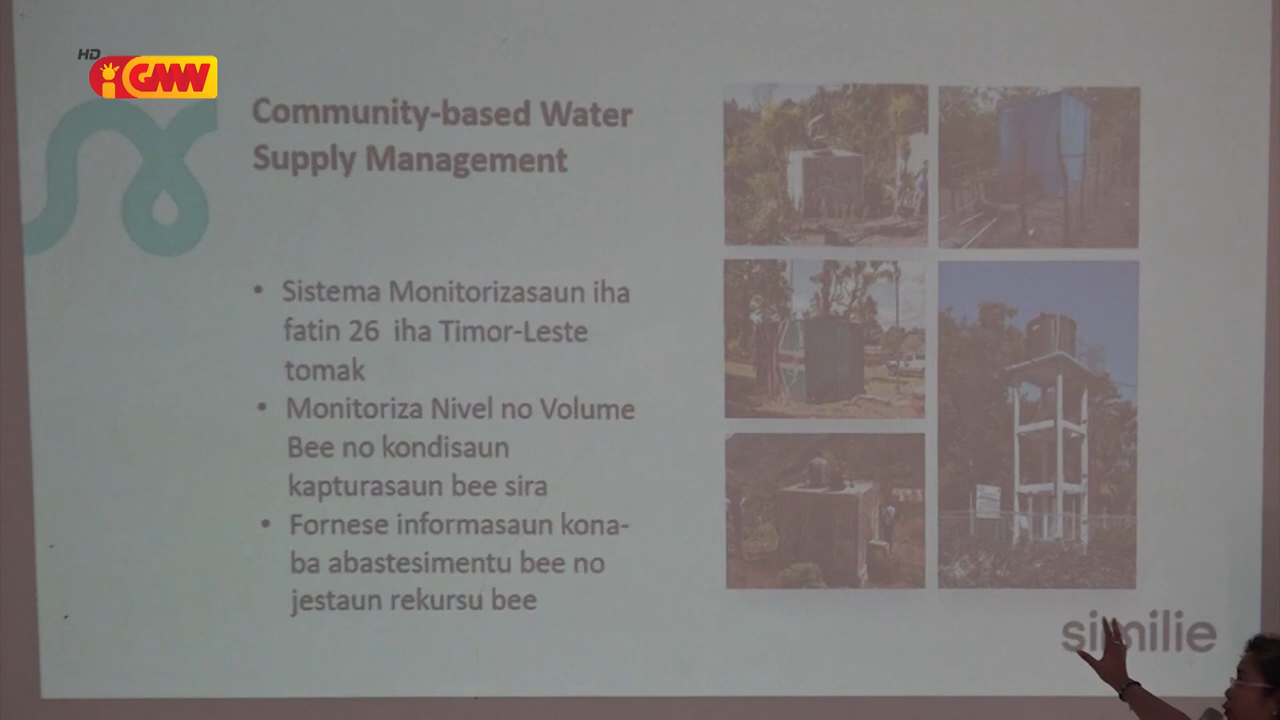 HD
GMN
Community-based Water
Supply Management
• Sistema Monitorizasaun iha
fatin 26 iha Timor-Leste
tomak
• Monitoriza Nivel no Volume
Bee no kondisaun
kapturasaun bee sira
• Fornese informasaun kona-
ba abastesimentu bee no
jestaun rekursu bee
similie